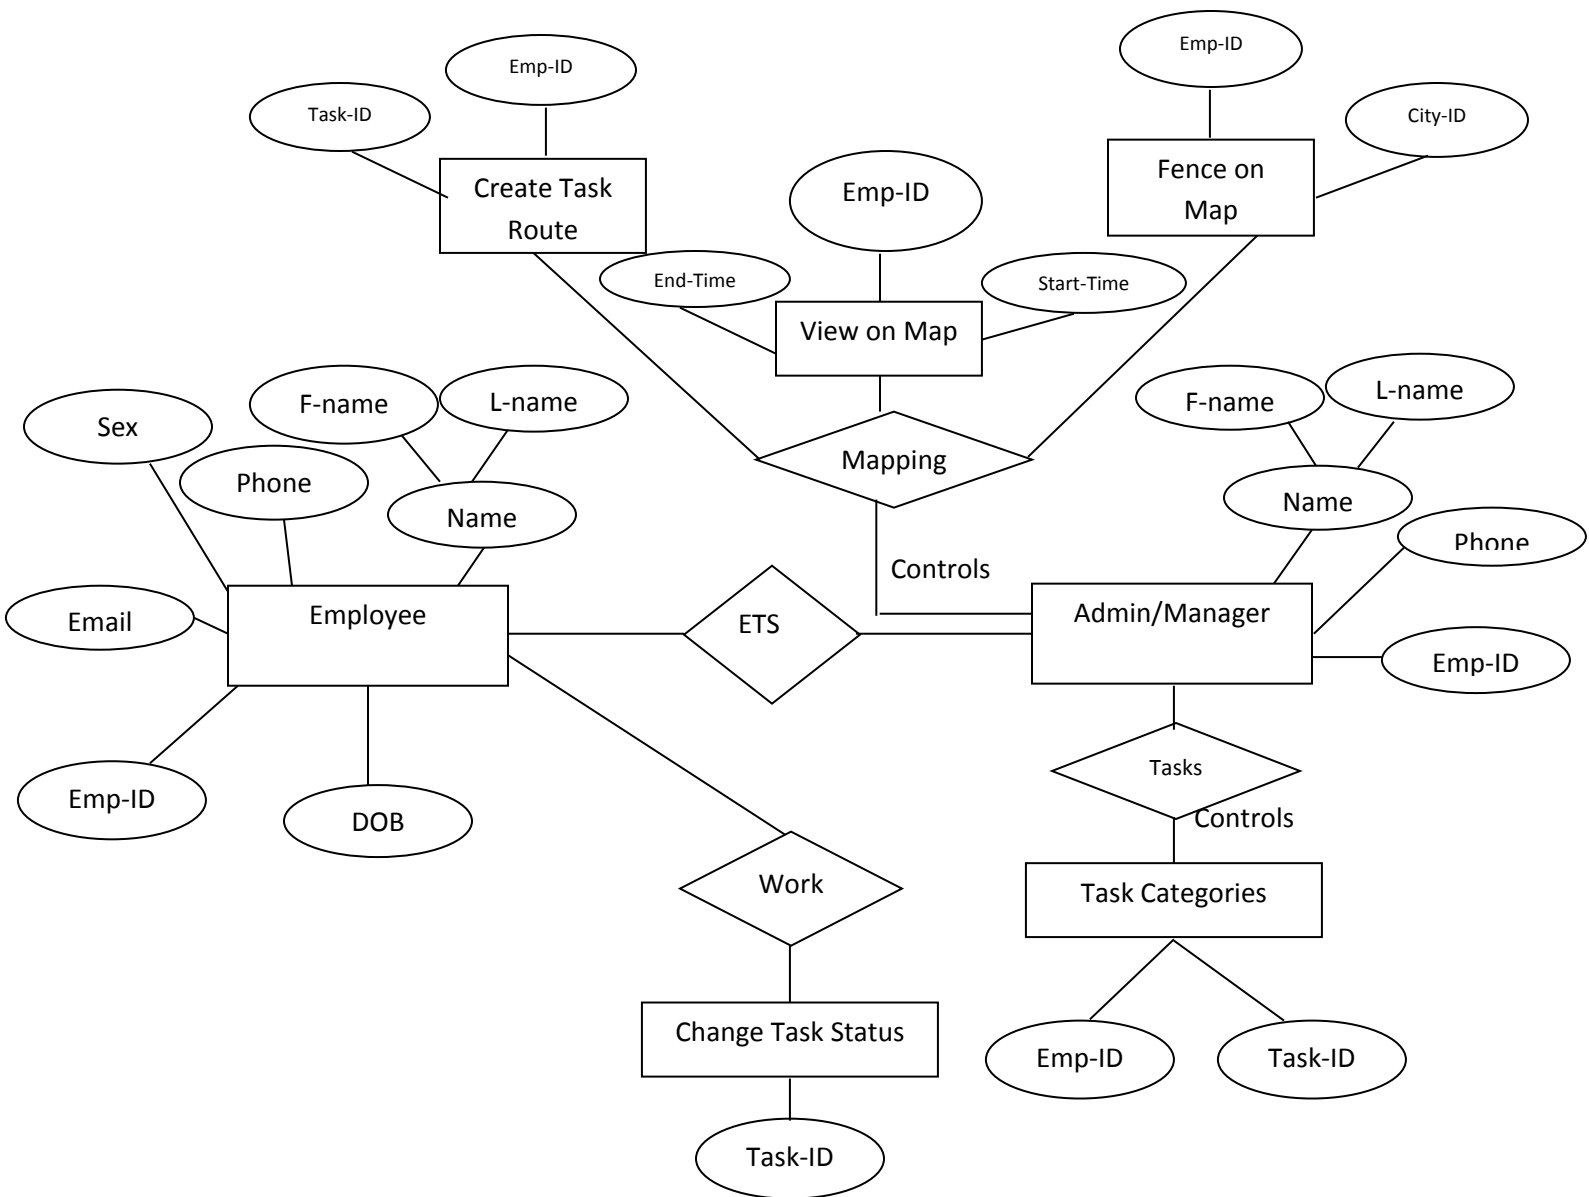 Emp-ID
Emp-ID
Task-ID
City-ID
Create Task
Route
Fence on
Map
Emp-ID
End-Time
Start-Time
View on Map
F-name
L-name
F-name
L-name
Sex
Phone
Name
Mapping
Name
Phone
Controls
Email
Employee
ETS
Admin/Manager
Emp-ID
Emp-ID
DOB
Tasks
Controls
Work
Task Categories
Change Task Status
Emp-ID
Task-ID
Task-ID